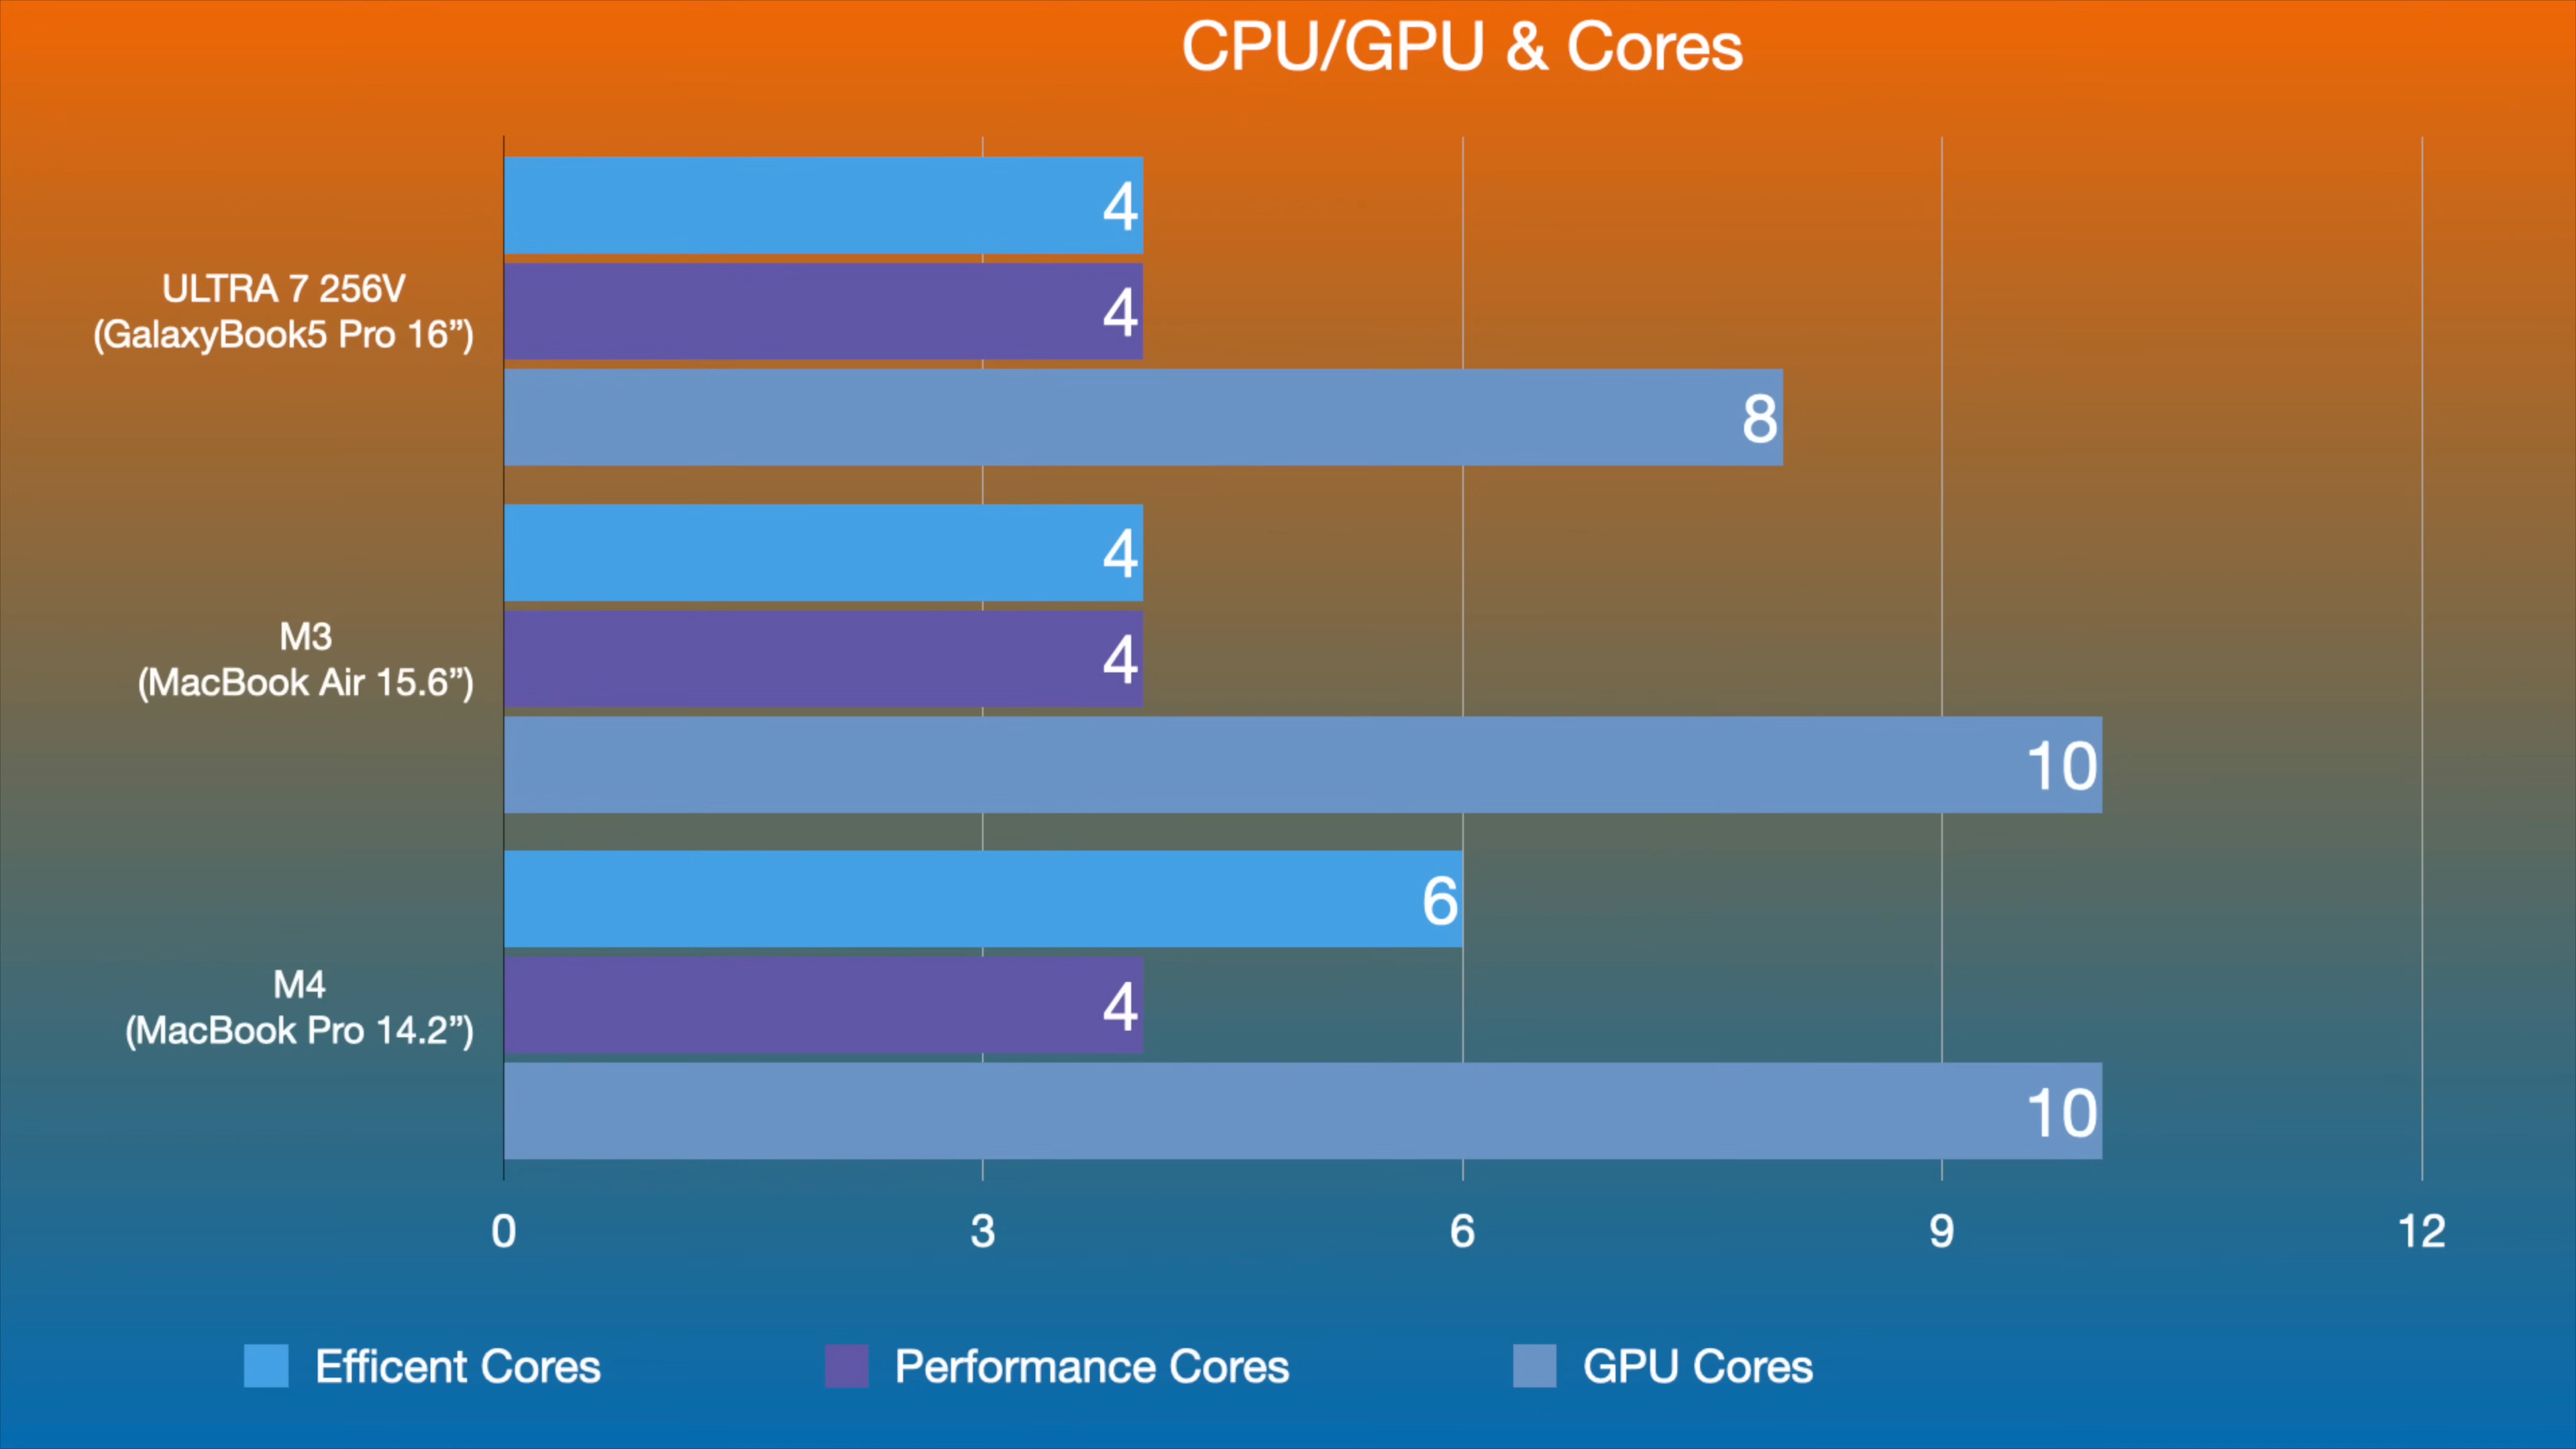 CPU/GPU & Cores
ULTRA 7 256V
(GalaxyBook5 Pro 16”)
4
4
8
M3
(MacBook Air 15.6”)
4
4
10
M4
(MacBook Pro 14.2”)
6
4
10
0 3 6 9 12
Efficent Cores Performance Cores GPU Cores